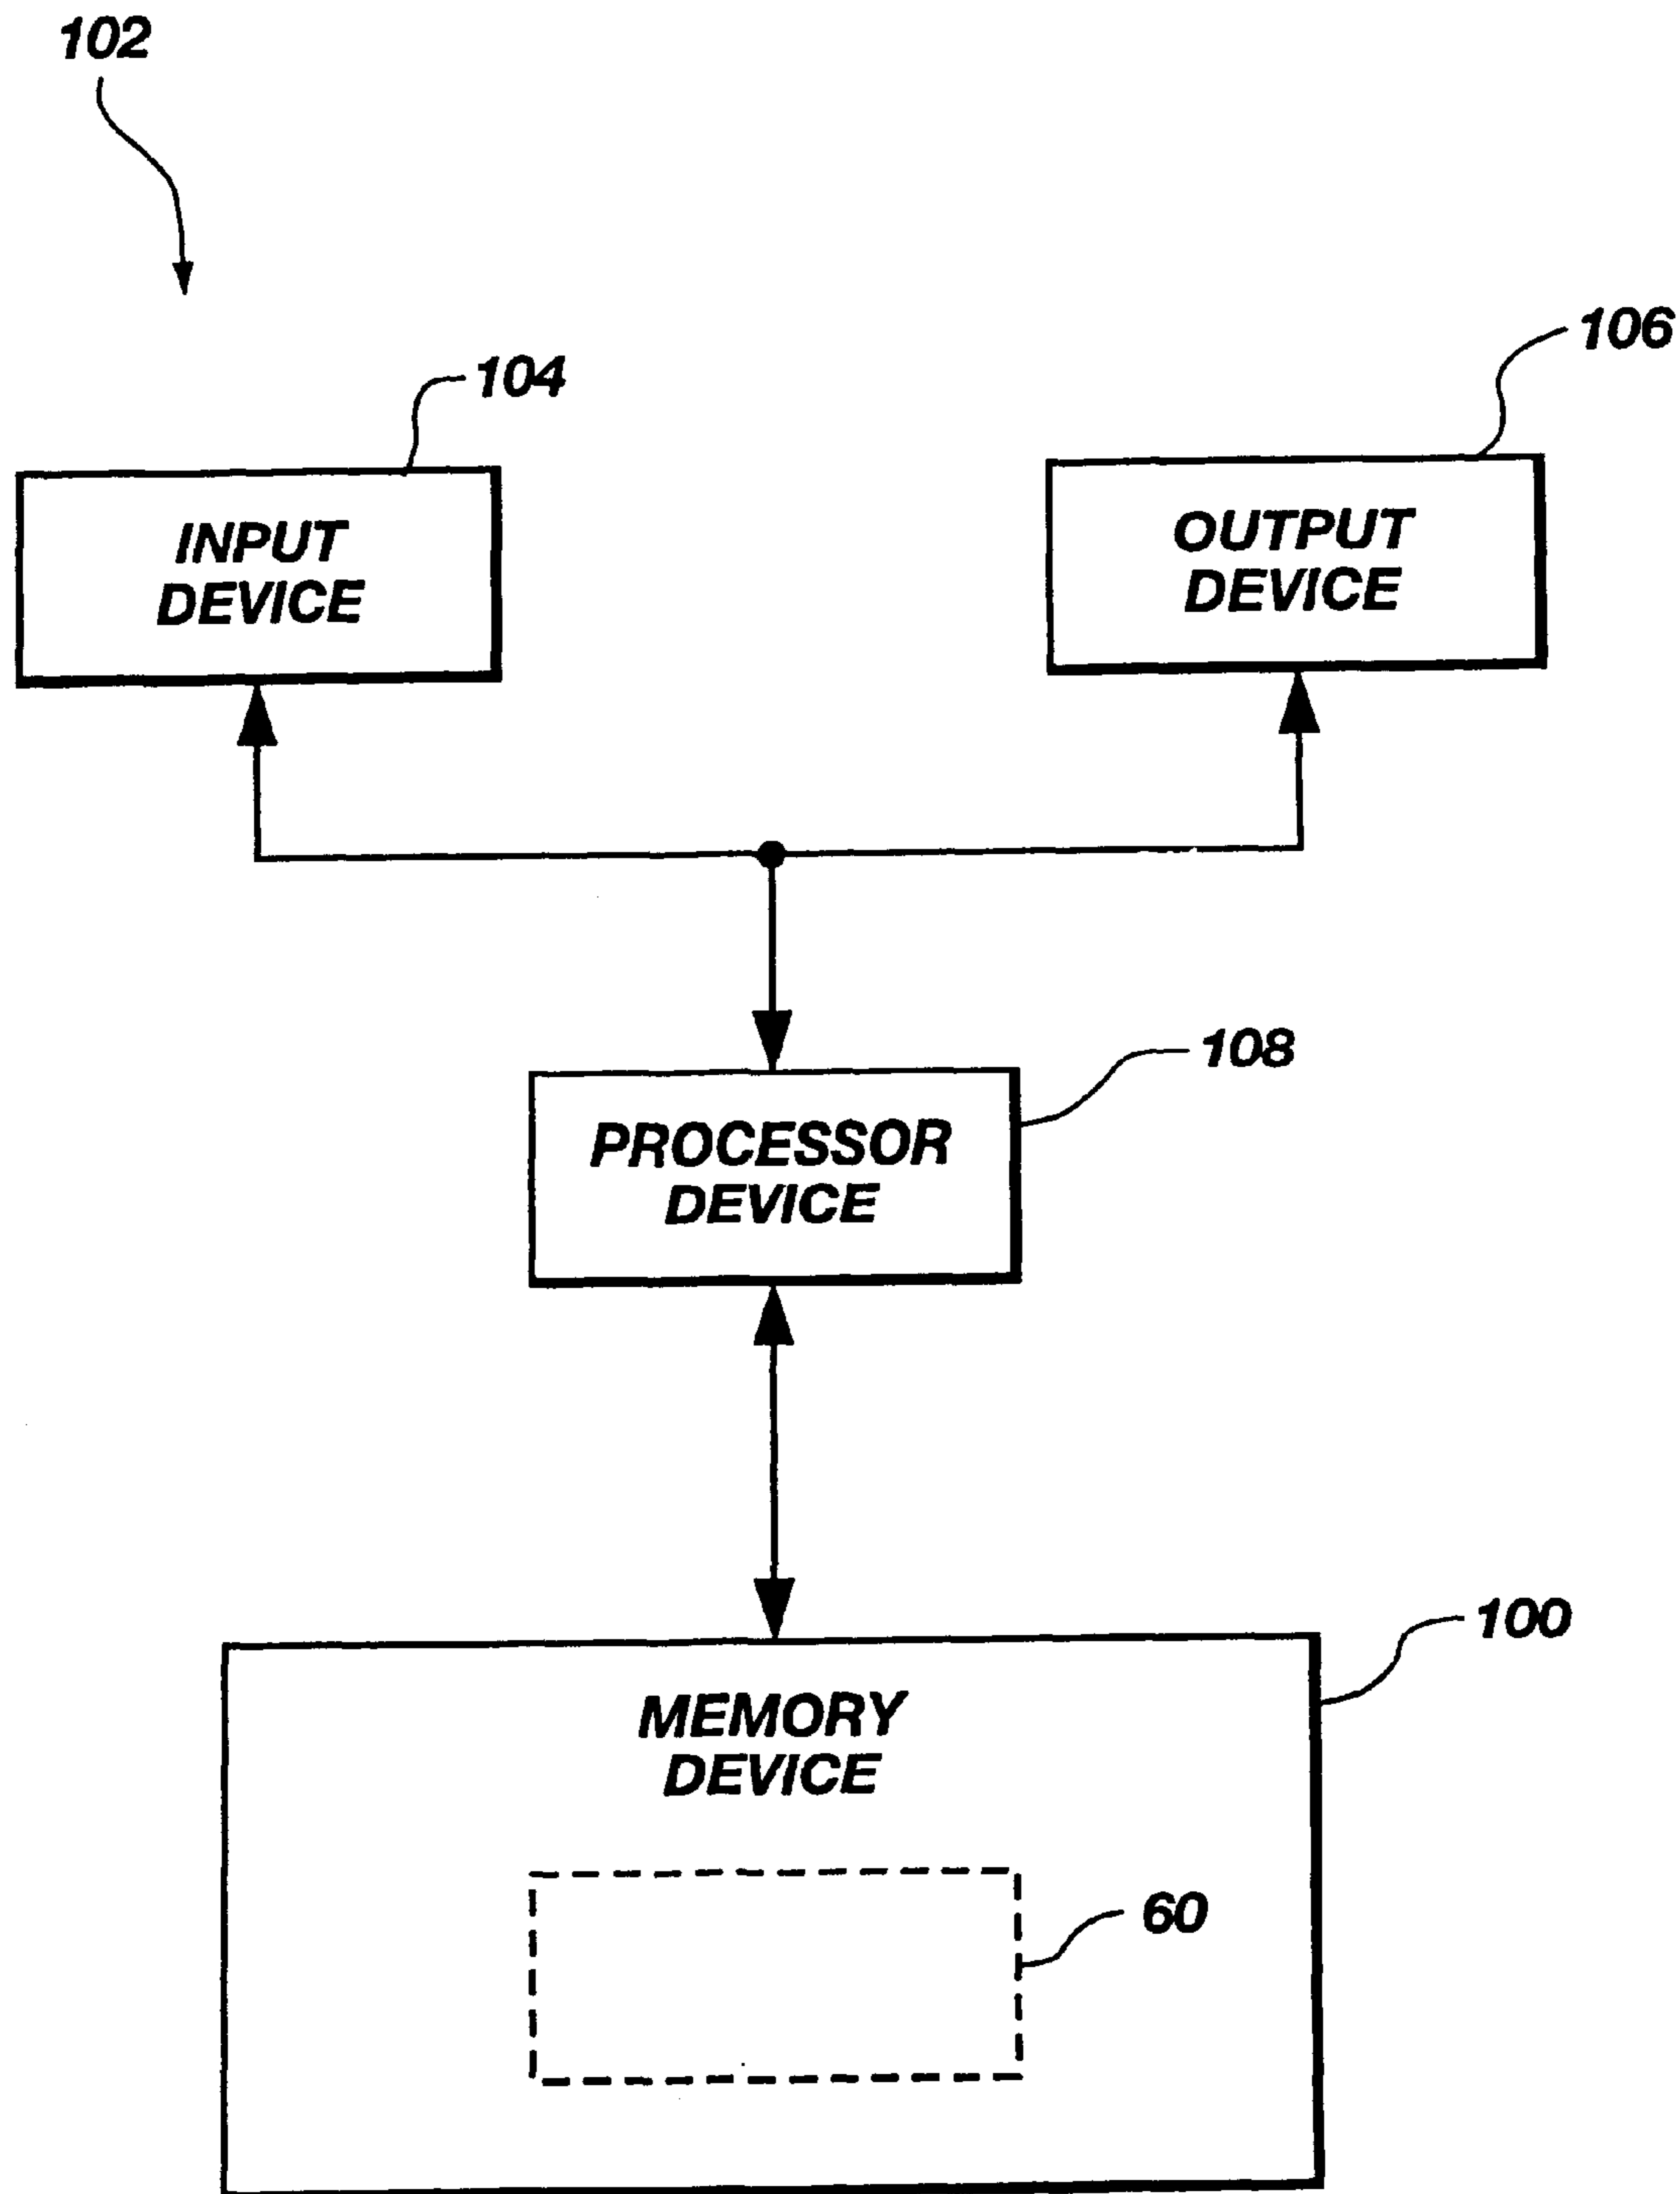 102
104
106
INPUT
DEVICE
OUTPUT
DEVICE
108
PROCESSOR
DEVICE
100
MEMORY
DEVICE
60